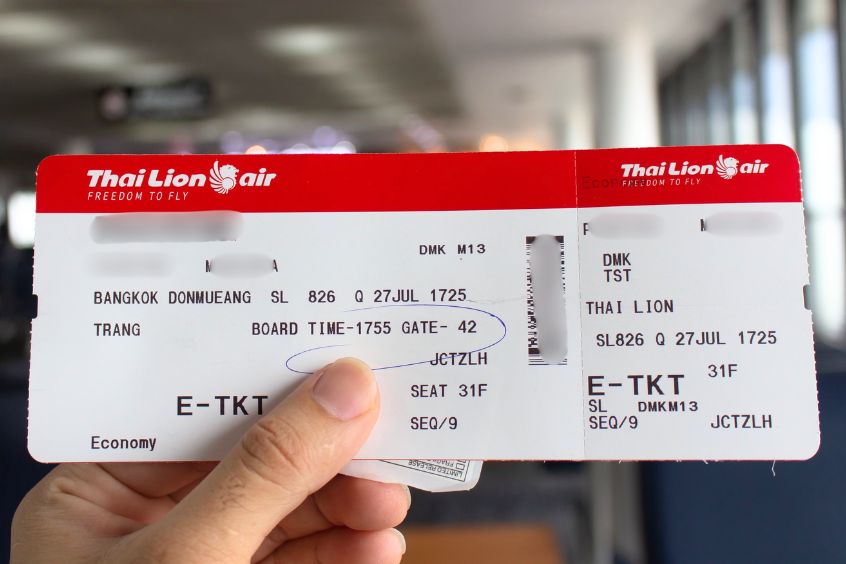 Thai Lion air
FREEDOM TO FLY
DMK M13
BANGKOK DONMUEANG SL 826 Q 27JUL 1725
TRANG BOARD TIME-1755 GATE- 42
JCTZLH
E-TKT SEAT 31F
SEQ/9
Economy
Thai Lion air
FREEDOM TO FLY
DMK
TST
THAI LION
SL826 Q 27JUL 1725
E-TKT 31F
SL DMKM13
SEQ/9 JCTZLH
LIMITED RELEASE